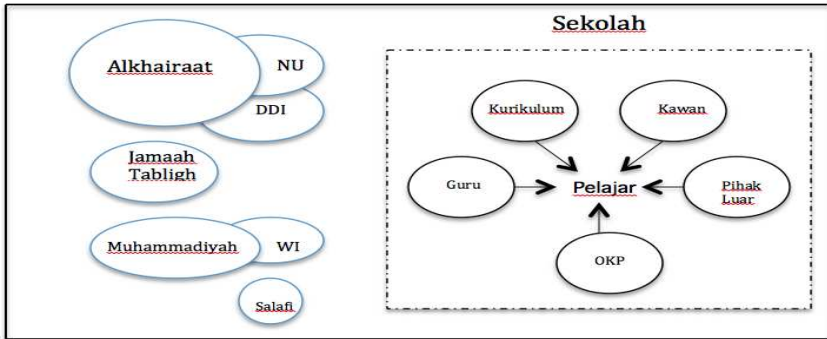 Alkhairaat
NU
DDI
Jamaah
Tabligh
Muhammadiyah
WI
Salafi
Sekolah
Kurikulum
Kawan
Guru
Pelajar
Pihak
Luar
OKP